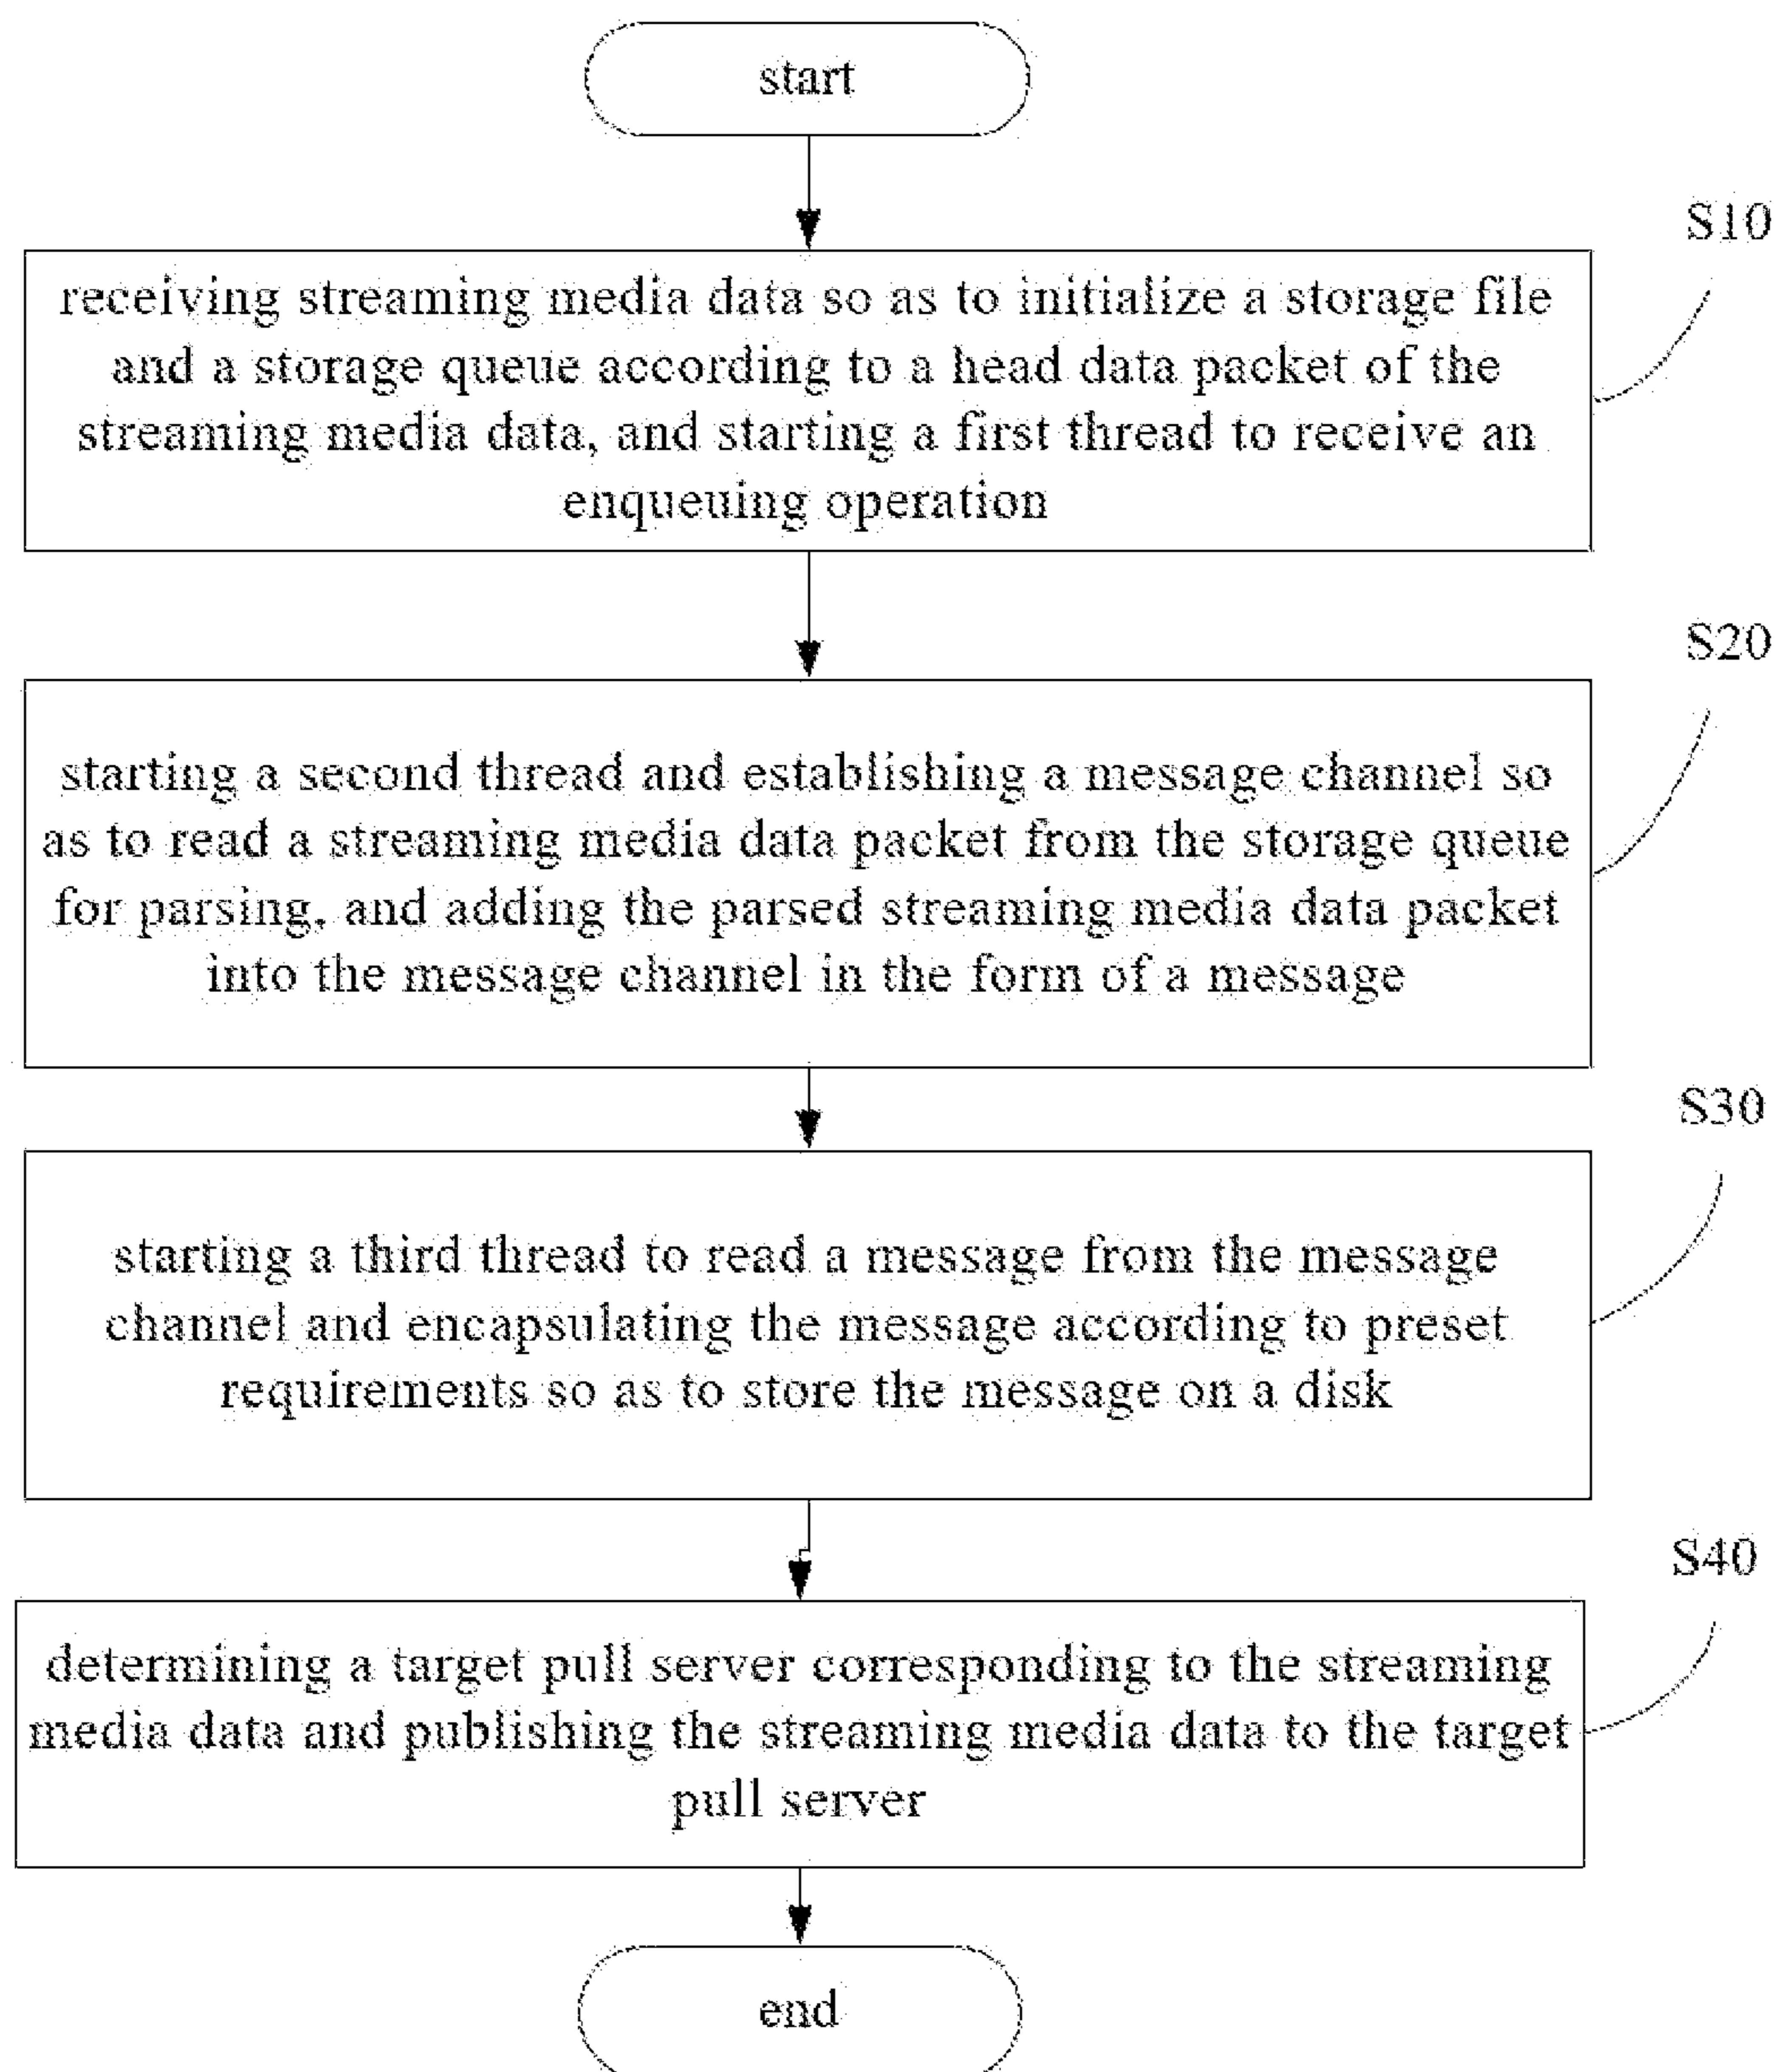 start
S10
receiving streaming media data so as to initialize a storage file
and a storage queue according to a head data packet of the
streaming media data, and starting a first thread to receive an
enqueuing operation
S20
starting a second thread and establishing a message channel so
as to read a streaming media data packet from the storage queue
for parsing, and adding the parsed streaming media data packet
into the message channel in the form of a message
S30
starting a third thread to read a message from the message
channel and encapsulating the message according to preset
requirements so as to store the message on a disk
S40
determining a target pull server corresponding to the streaming
media data and publishing the streaming media data to the target
pull server
end